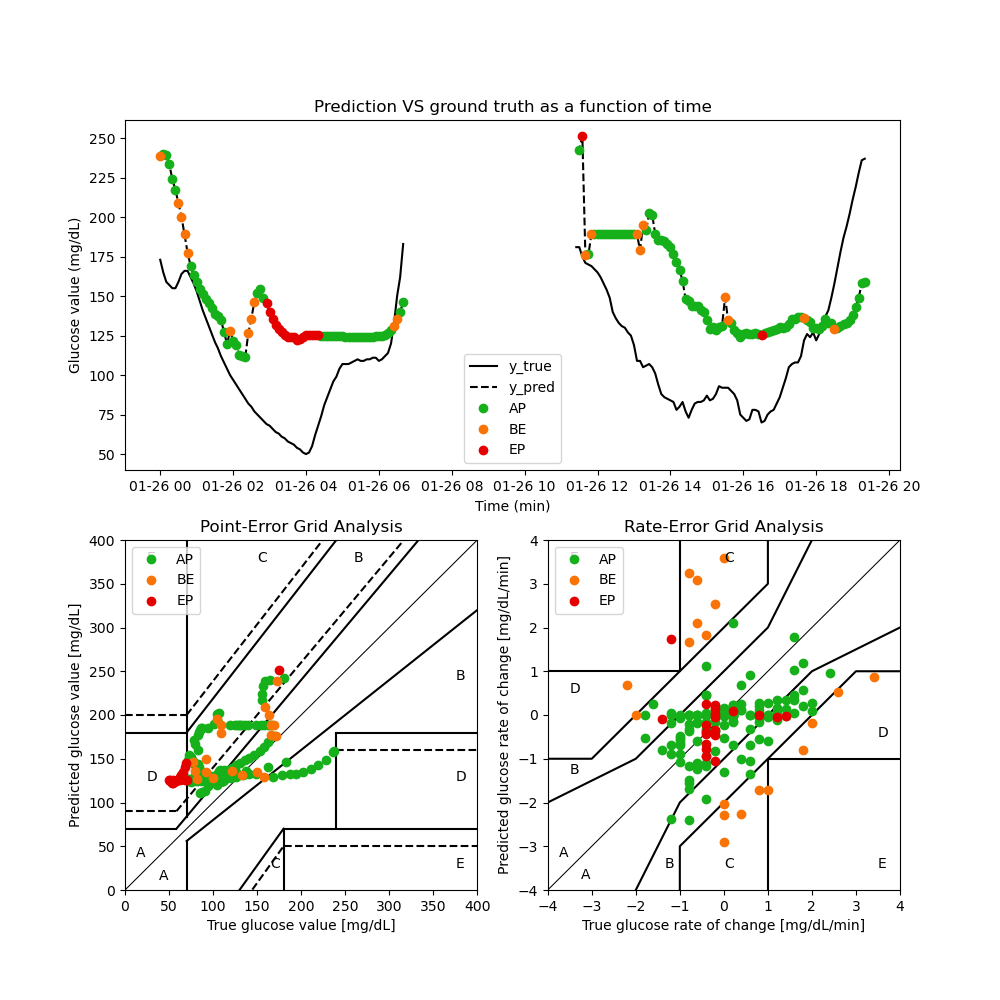 Prediction VS ground truth as a function of time
Glucose value (mg/dL)
250
225
200
175
150
125
100
75
50
y_true
y_pred
AP
BE
EP
01-26 00 01-26 02 01-26 04 01-26 06 01-26 08 01-26 10 01-26 12 01-26 14 01-26 16 01-26 18 01-26 20
Time (min)
Point-Error Grid Analysis
Predicted glucose value [mg/dL]
400
350
300
250
200
150
100
50
0
AP
BE
EP
C
B
B
D
D
A
A
C
E
0 50 100 150 200 250 300 350 400
True glucose value [mg/dL]
Rate-Error Grid Analysis
Predicted glucose rate of change [mg/dL/min]
4
3
2
1
0
−1
−2
−3
−4
AP
BE
EP
C
D
D
B
A
A
B
C
E
−4 −3 −2 −1 0 1 2 3 4
True glucose rate of change [mg/dL/min]